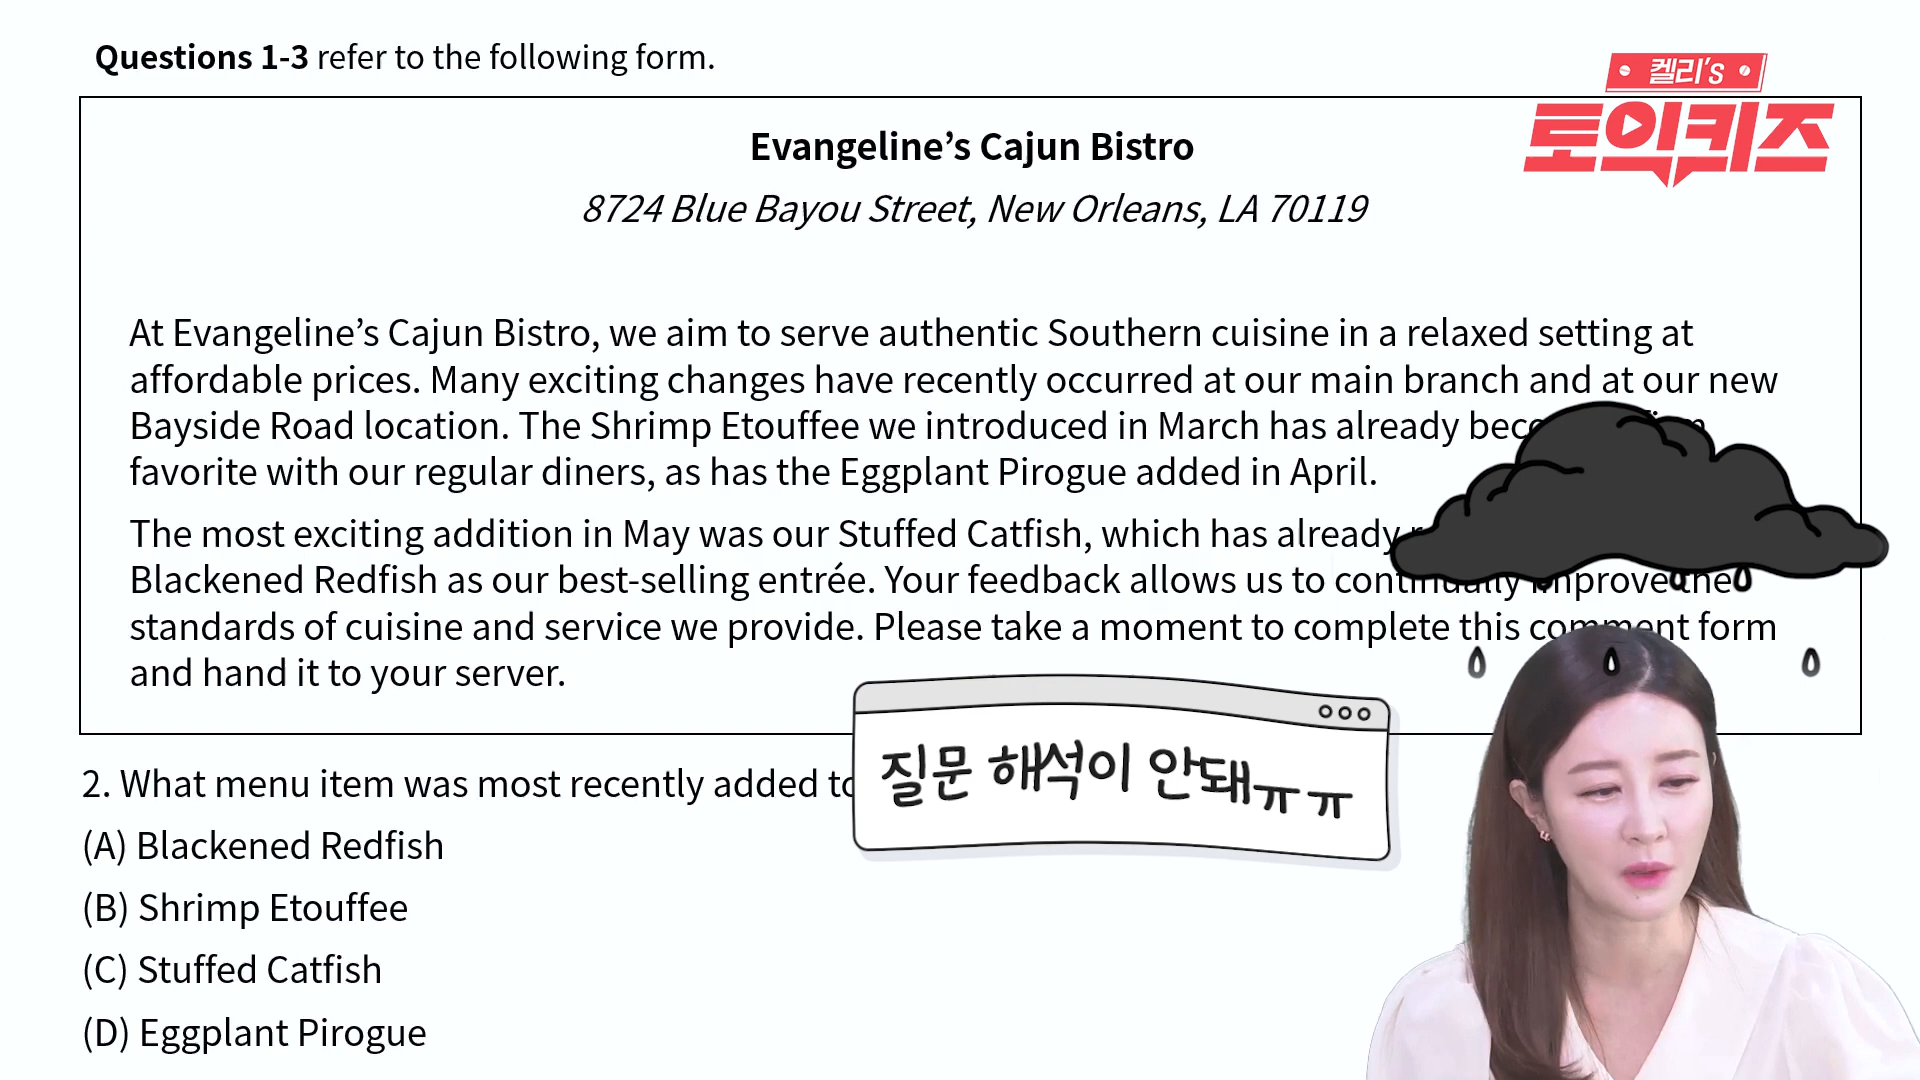 Questions 1-3 refer to the following form.
켈리's
토익키즈
Evangeline’s Cajun Bistro
8724 Blue Bayou Street, New Orleans, LA 70119
At Evangeline’s Cajun Bistro, we aim to serve authentic Southern cuisine in a relaxed setting at
affordable prices. Many exciting changes have recently occurred at our main branch and at our new
Bayside Road location. The Shrimp Etouffee we introduced in March has already
favorite with our regular diners, as has the Eggplant Pirogue added in April.
The most exciting addition in May was our Stuffed Catfish, which has already
Blackened Redfish as our best-selling entrée. Your feedback allows us to continually improve the
standards of cuisine and service we provide. Please take a moment to complete this comment form
and hand it to your server.
질문 해석이 안돼ㅠㅠ
2. What menu item was most recently added to
(A) Blackened Redfish
(B) Shrimp Etouffee
(C) Stuffed Catfish
(D) Eggplant Pirogue